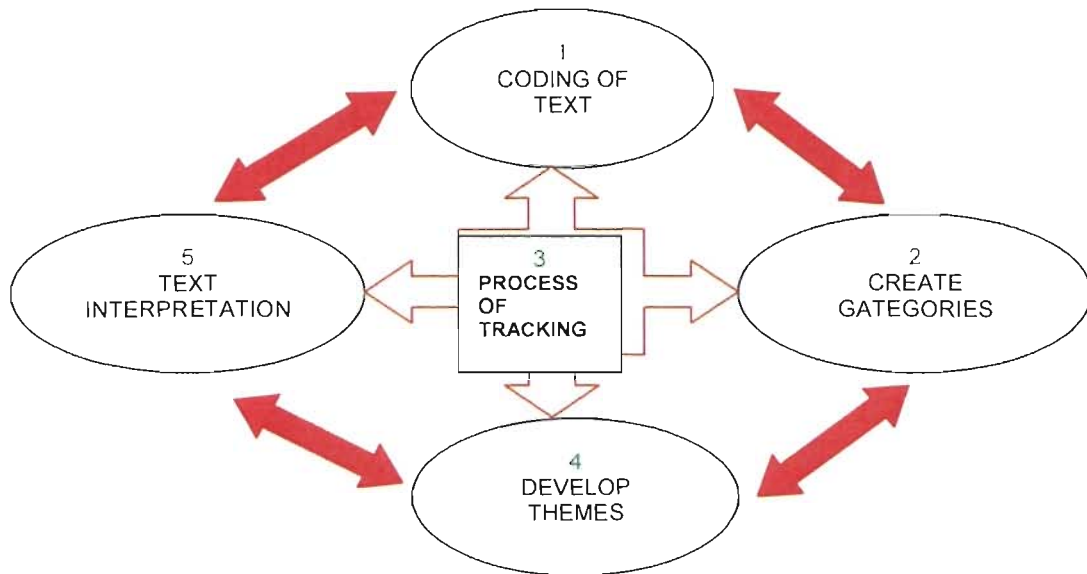 1
CODING OF
TEXT
5
TEXT
INTERPRETATION
3
PROCESS
OF
TRACKING
2
CREATE
GATEGORIES
4
DEVELOP
THEMES